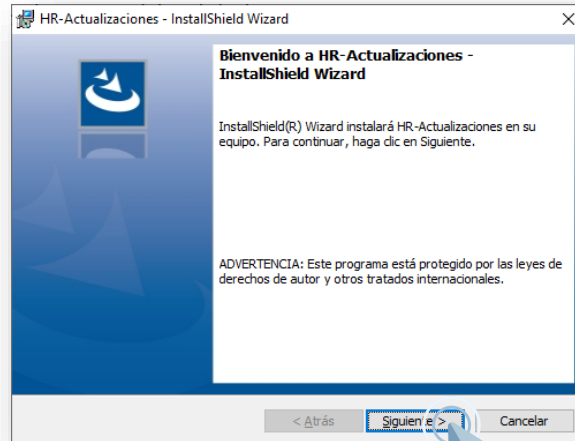 HR-Actualizaciones - InstallShield Wizard
Bienvenido a HR-Actualizaciones -
InstallShield Wizard
InstallShield(R) Wizard instalará HR-Actualizaciones en su
equipo. Para continuar, haga clic en Siguiente.
ADVERTENCIA: Este programa está protegido por las leyes de
derechos de autor y otros tratados internacionales.
< Atrás
Siguiente >
Cancelar